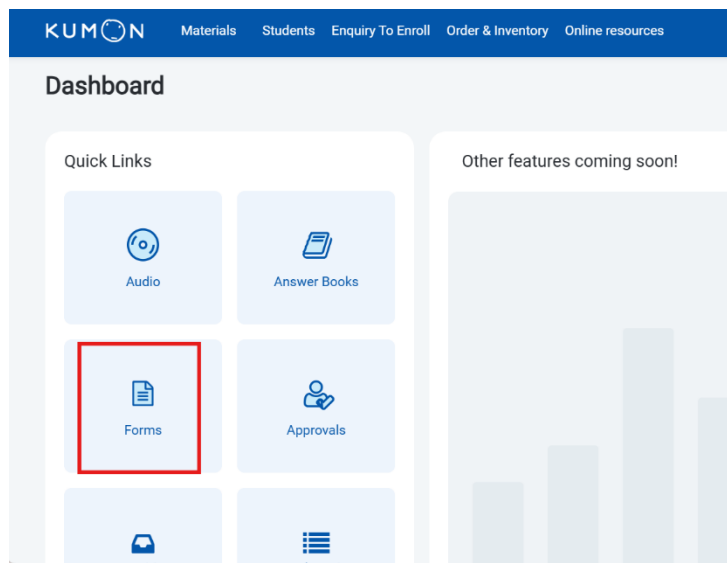 KUMON Materials Students Enquiry To Enroll Order & Inventory Online resources
Dashboard
Quick Links
Other features coming soon!
Audio
Answer Books
Forms
Approvals